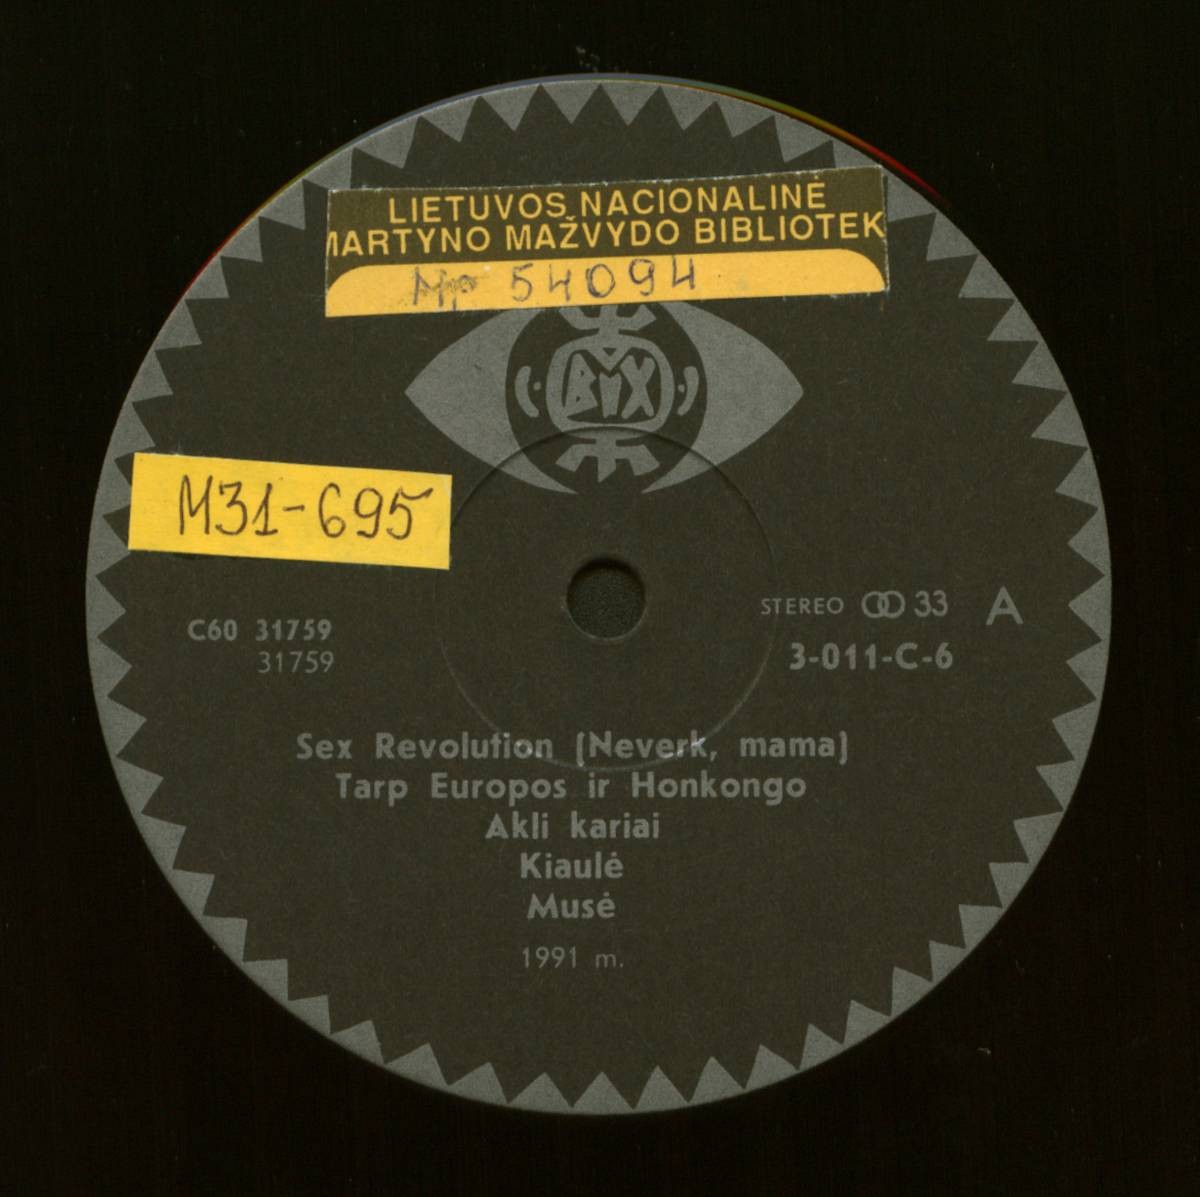 LIETUVOS NACIONALINĖ
MARTYNO MAŽVYDO BIBLIOTEK
54094
BIX
M31-695
C60 31759
31759
STEREO 33 A
3-011-C-6
Sex Revolution (Neverk, mama)
Tarp Europos ir Honkongo
Akli kariai
Kiaulė
Musė
1991 m.